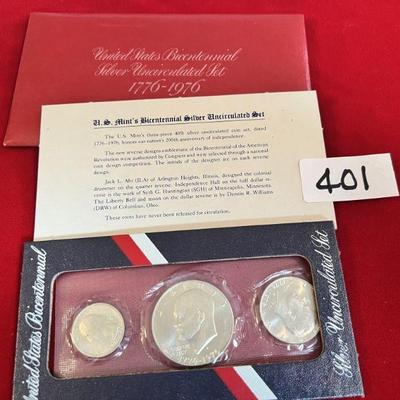 United States Bicentennial
Silver Uncirculated Set
1776-1976
U.S. Mint's Bicentennial Silver Uncirculated Set
The U.S. Mint's three-piece 40% silver uncirculated coin set, dated
1776-1976, honors our nation's 200th anniversary of independence.
The new reverse designs emblematic of the Bicentennial of the American
Revolution were authorized by Congress and were selected through a national
coin design competition. The initials of the designer are on each reverse
design.
Jack L. Ahr (JLA) of Arlington Heights, Illinois, designed the colonial
drummer on the quarter reverse. Independence Hall on the half dollar re-
verse is the work of Seth G. Huntington (SGH) of Minneapolis, Minnesota.
The Liberty Bell and moon on the dollar reverse is by Dennis R. Williams
(DRW) of Columbus, Ohio.
These coins have never been released for circulation.
401
United States Bicentennial
Silver Uncirculated Set
1776-1976